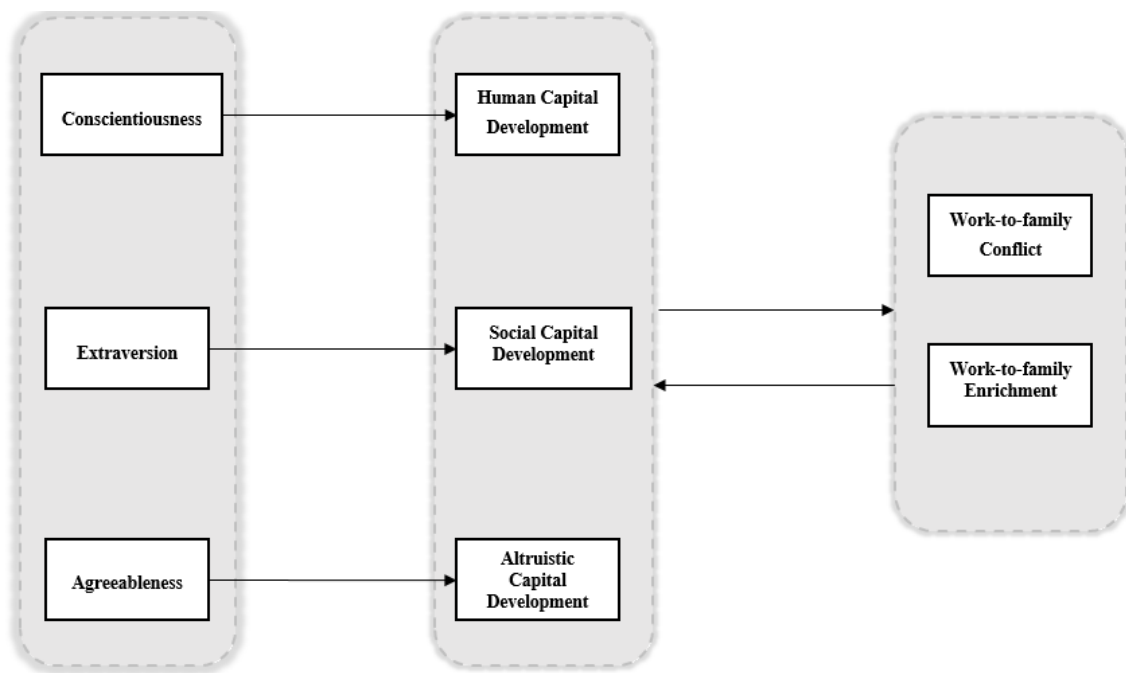 Conscientiousness
Human Capital
Development
Work-to-family
Conflict
Extraversion
Social Capital
Development
Work-to-family
Enrichment
Agreeableness
Altruistic
Capital
Development